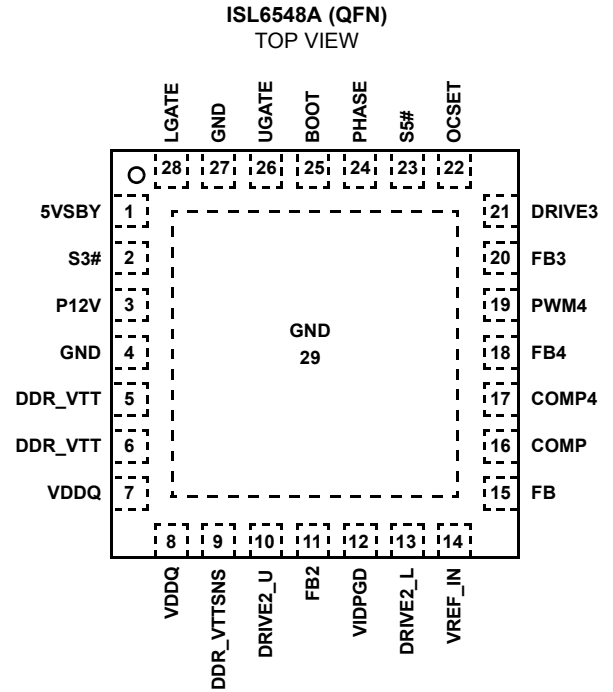 ISL6548A (QFN)
TOP VIEW
LGATE
GND
UGATE
BOOT
PHASE
S5#
OCSET
28 27 26 25 24 23 22
5VSBY 1
S3# 2
P12V 3
GND 4
DDR_VTT 5
DDR_VTT 6
VDDQ 7
GND
29
21 DRIVE3
20 FB3
19 PWM4
18 FB4
17 COMP4
16 COMP
15 FB
8 9 10 11 12 13 14
VDDQ
DDR_VTTSNS
DRIVE2_U
FB2
VIDPGD
DRIVE2_L
VREF_IN